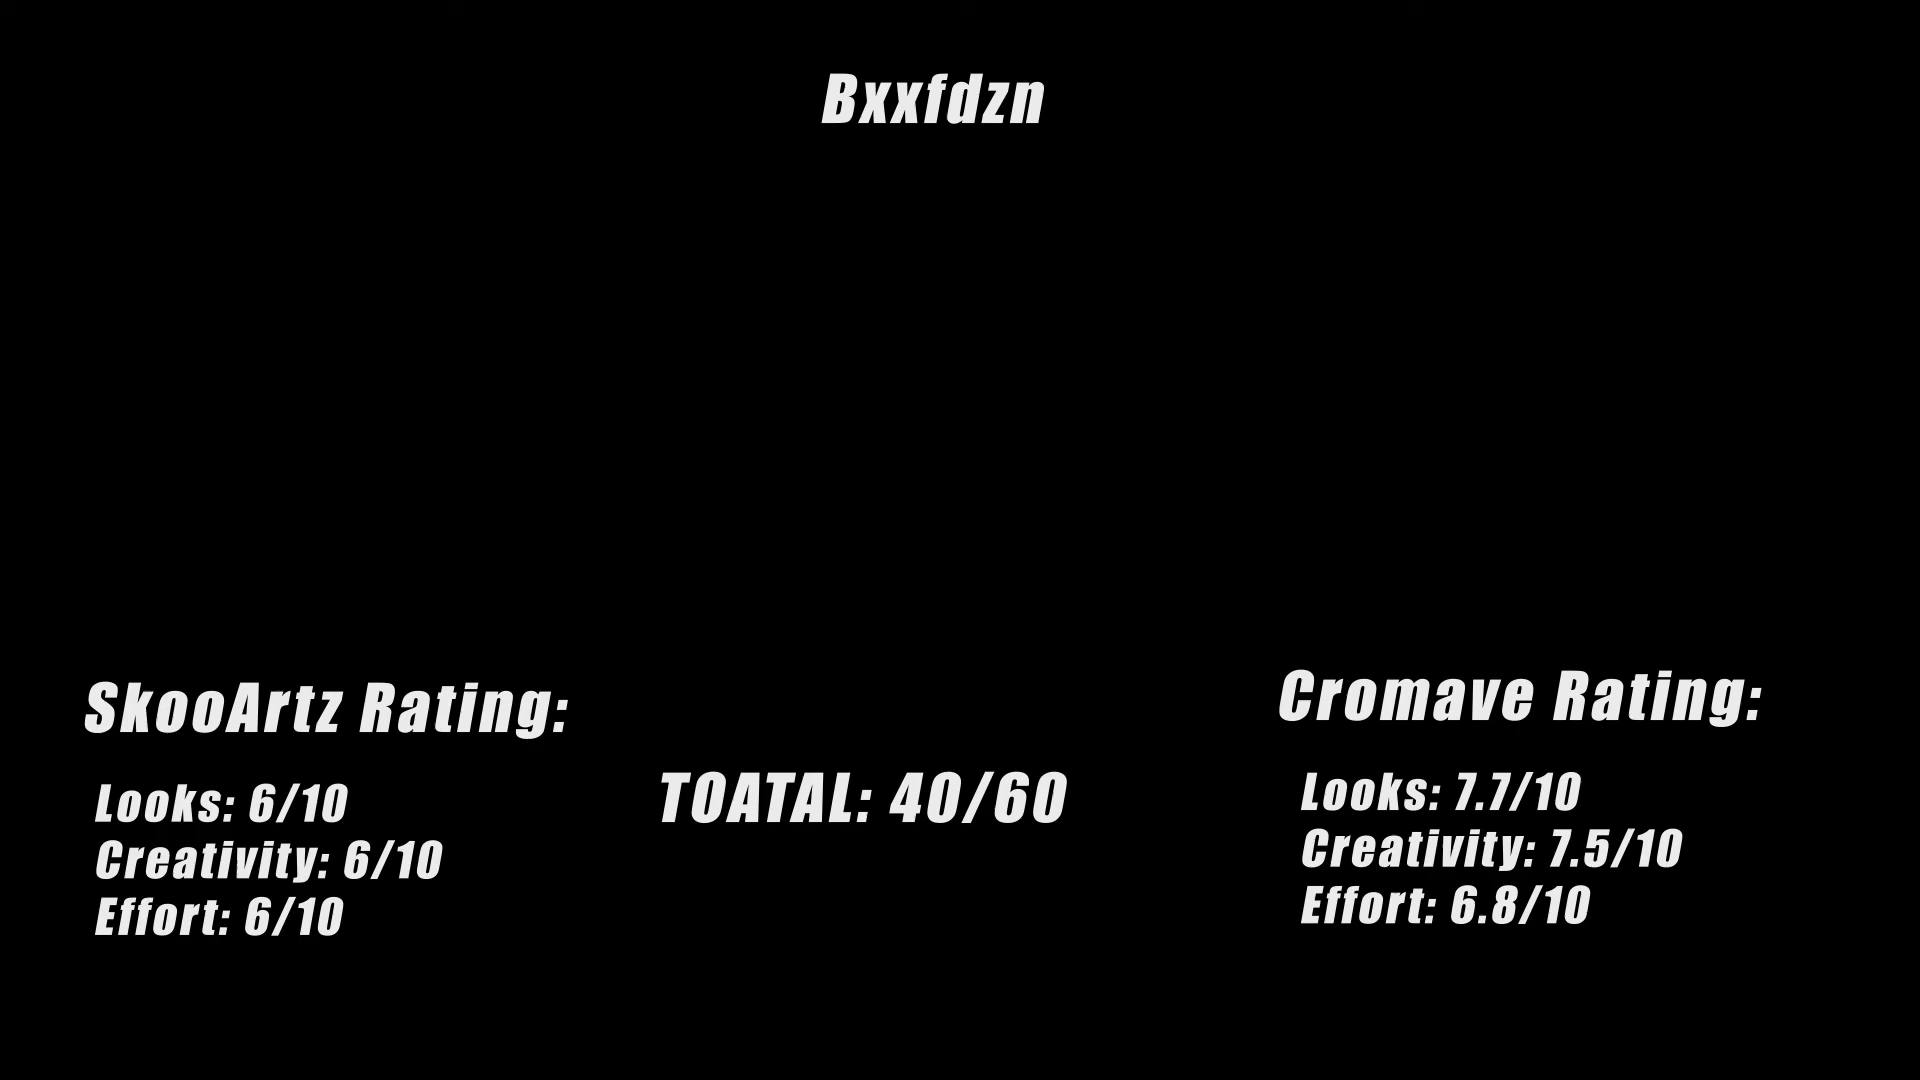 Bxxfdzn
SkooArtz Rating:
Looks: 6/10
Creativity: 6/10
Effort: 6/10
TOATAL: 40/60
Cromave Rating:
Looks: 7.7/10
Creativity: 7.5/10
Effort: 6.8/10